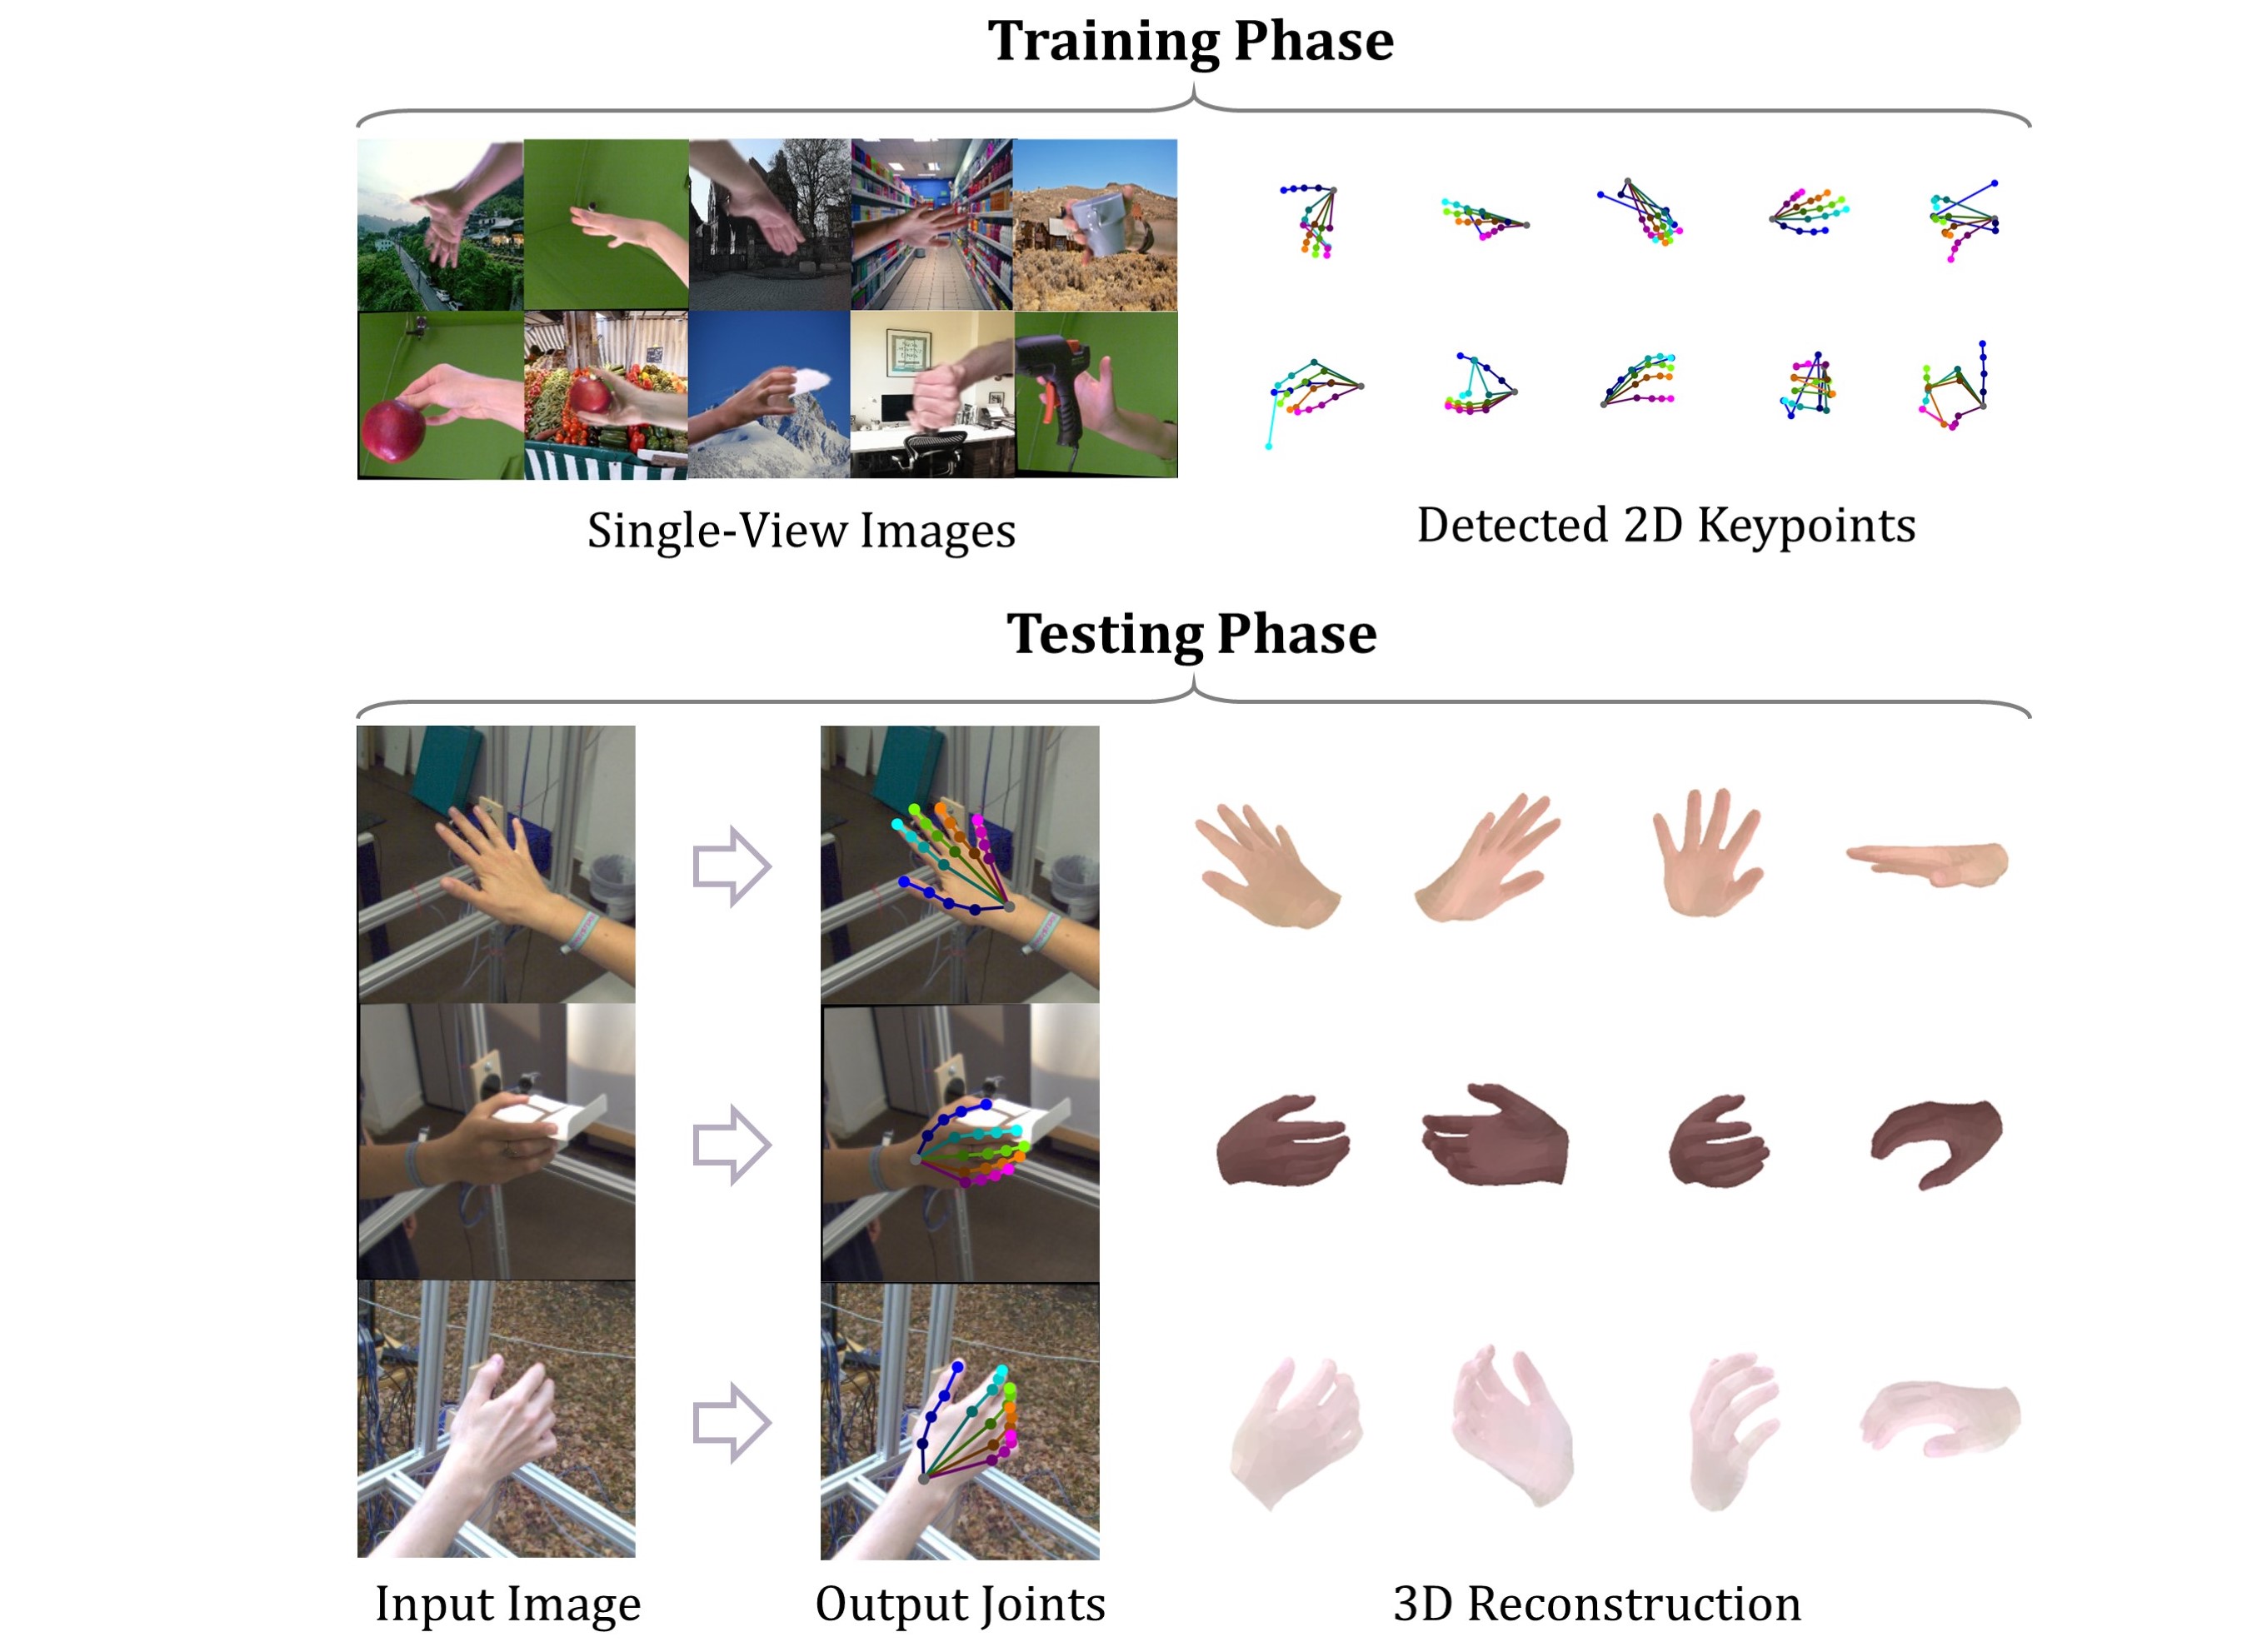 Training Phase
Single-View Images
Detected 2D Keypoints
Testing Phase
Input Image
Output Joints
3D Reconstruction